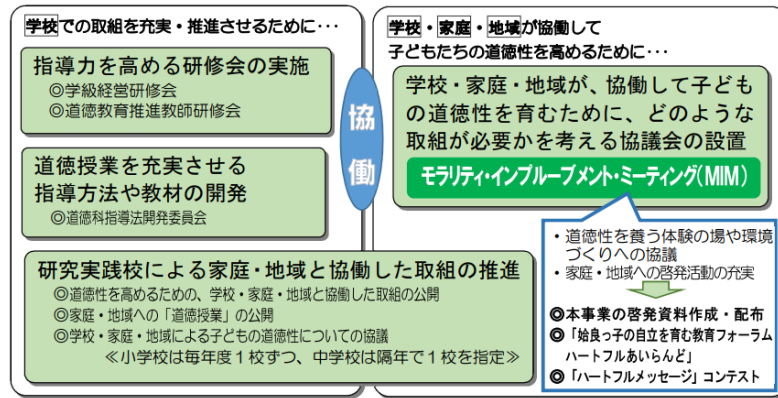 学校での取組を充実・推進させるために･･･
指導力を高める研修会の実施
◎学級経営研修会
◎道徳教育推進教師研修会
道徳授業を充実させる
指導方法や教材の開発
◎道徳科指導法開発委員会
協働
学校・家庭・地域が協働して
子どもたちの道徳性を高めるために･･･
学校・家庭・地域が、協働して子ども
の道徳性を育むために、どのような
取組が必要かを考える協議会の設置
モラリティ・インプルーブメント・ミーティング(MIM)
研究実践校による家庭・地域と協働した取組の推進
◎道徳性を高めるための、学校・家庭・地域と協働した取組の公開
◎家庭・地域への「道徳授業」の公開
◎学校・家庭・地域による子どもの道徳性についての協議
≪小学校は毎年度１校ずつ、中学校は隔年で１校を指定≫
・道徳性を養う体験の場や環境
づくりへの協議
・家庭・地域への啓発活動の充実
◎本事業の啓発資料作成・配布
◎「姶良っ子の自立を育む教育フォーラム
ハートフルあいらんど」
◎「ハートフルメッセージ」コンテスト